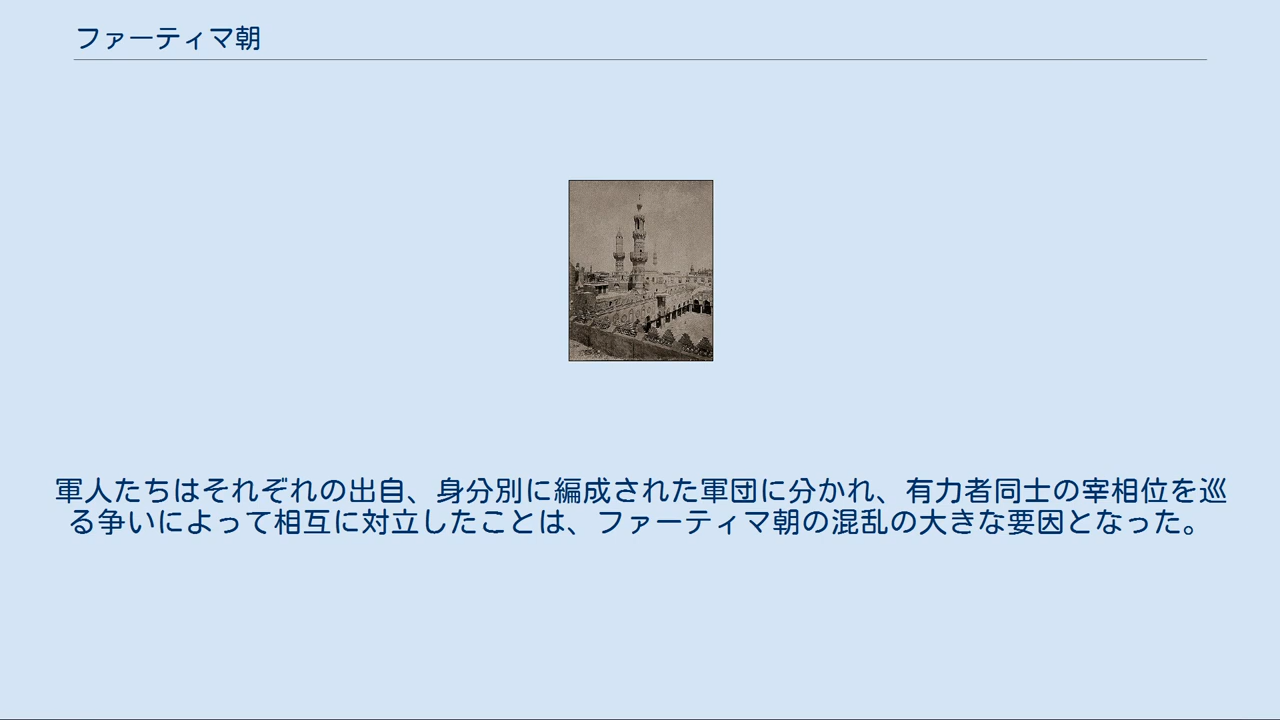 ファーティマ朝
軍人たちはそれぞれの出自、身分別に編成された軍団に分かれ、有力者同士の宰相位を巡
る争いによって相互に対立したことは、ファーティマ朝の混乱の大きな要因となった。